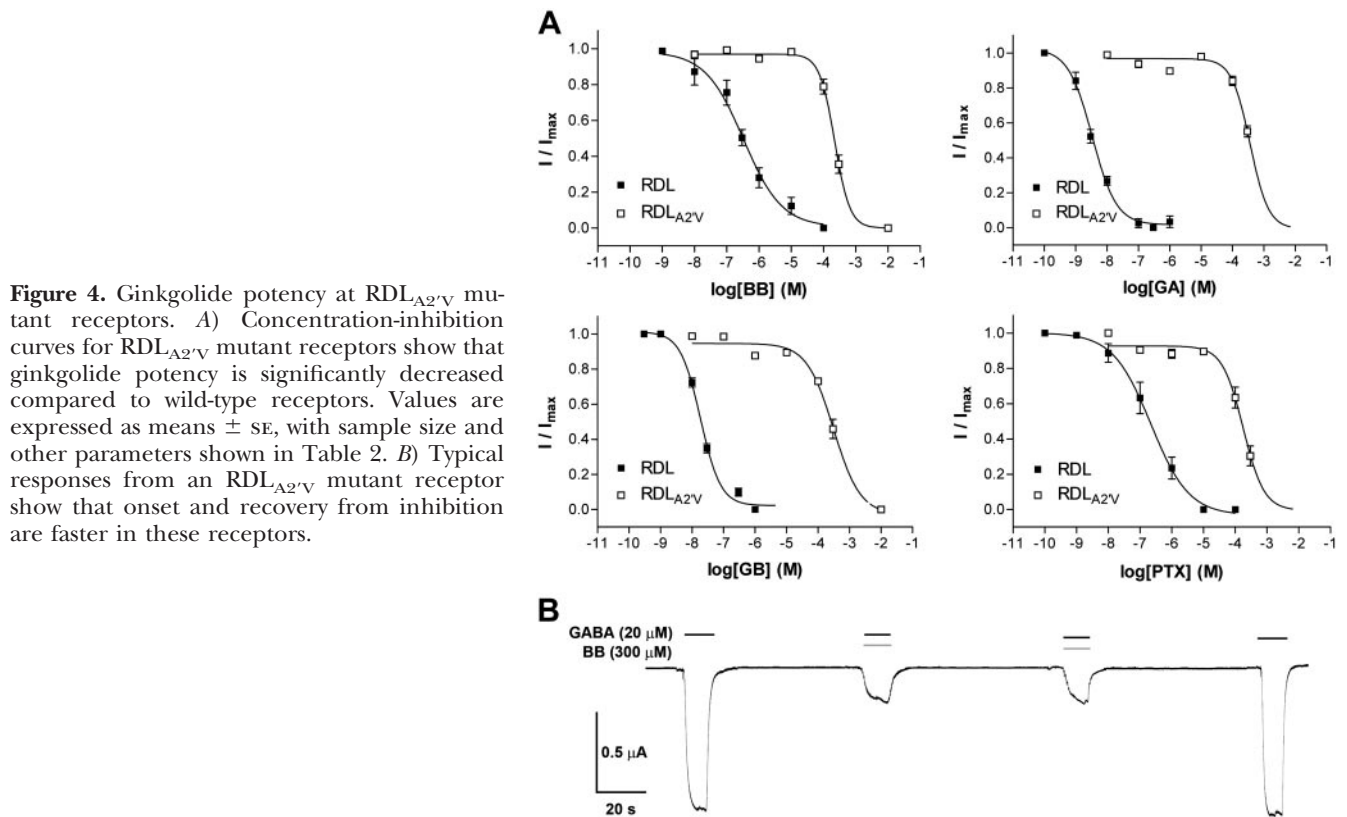 Figure 4. Ginkgolide potency at RDLA2'V mu-
tant receptors. A) Concentration-inhibition
curves for RDLA2'V mutant receptors show that
ginkgolide potency is significantly decreased
compared to wild-type receptors. Values are
expressed as means ± SE, with sample size and
other parameters shown in Table 2. B) Typical
responses from an RDLA2'V mutant receptor
show that onset and recovery from inhibition
are faster in these receptors.
A
I / Imax
1.0
0.8
0.6
0.4
0.2
0.0
RDL
RDLA2'V
-11 -10 -9 -8 -7 -6 -5 -4 -3 -2 -1
log[BB] (M)
I / Imax
1.0
0.8
0.6
0.4
0.2
0.0
RDL
RDLA2'V
-11 -10 -9 -8 -7 -6 -5 -4 -3 -2 -1
log[GA] (M)
I / Imax
1.0
0.8
0.6
0.4
0.2
0.0
RDL
RDLA2'V
-11 -10 -9 -8 -7 -6 -5 -4 -3 -2 -1
log[GB] (M)
I / Imax
1.0
0.8
0.6
0.4
0.2
0.0
RDL
RDLA2'V
-11 -10 -9 -8 -7 -6 -5 -4 -3 -2 -1
log[PTX] (M)
B
GABA (20 µM)
BB (300 µM)
0.5 µA
20 s